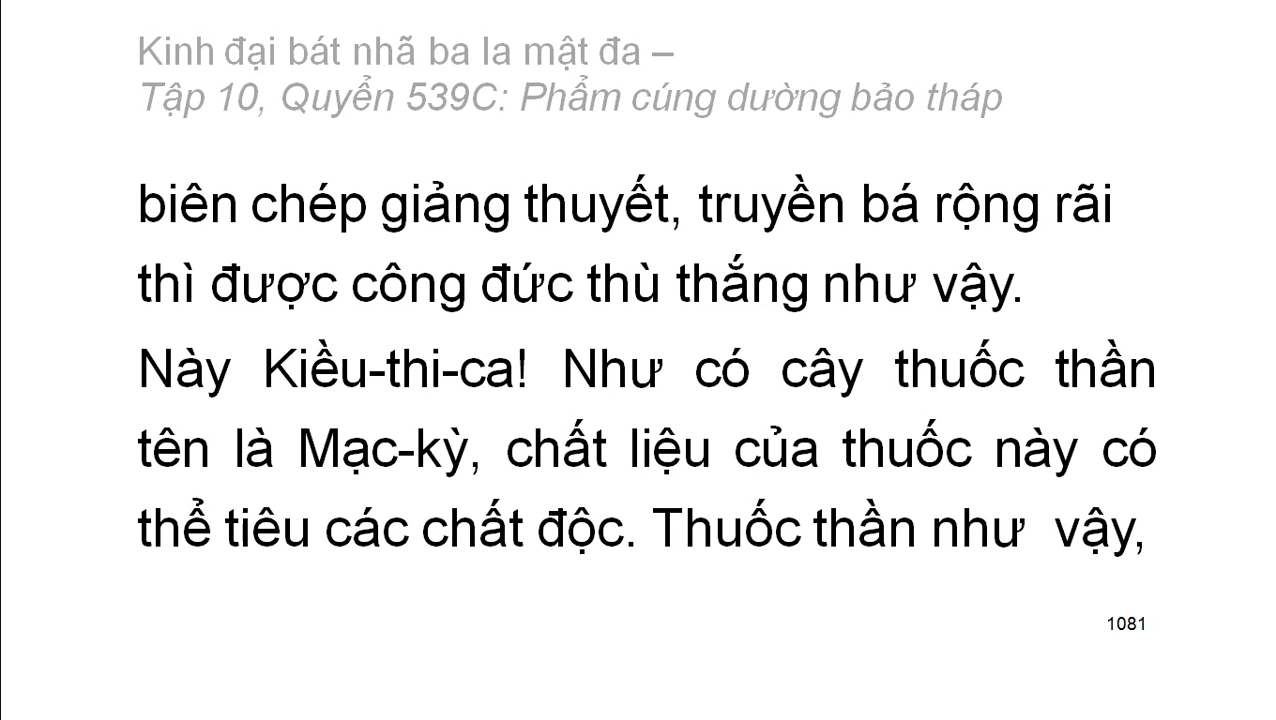 Kinh đại bát nhã ba la mật đa –
Tập 10, Quyển 539C: Phẩm cúng dường bảo tháp
biên chép giảng thuyết, truyền bá rộng rãi
thì được công đức thù thắng như vậy.
Này Kiều-thi-ca! Như có cây thuốc thần
tên là Mạc-kỳ, chất liệu của thuốc này có
thể tiêu các chất độc. Thuốc thần như vậy,
1081